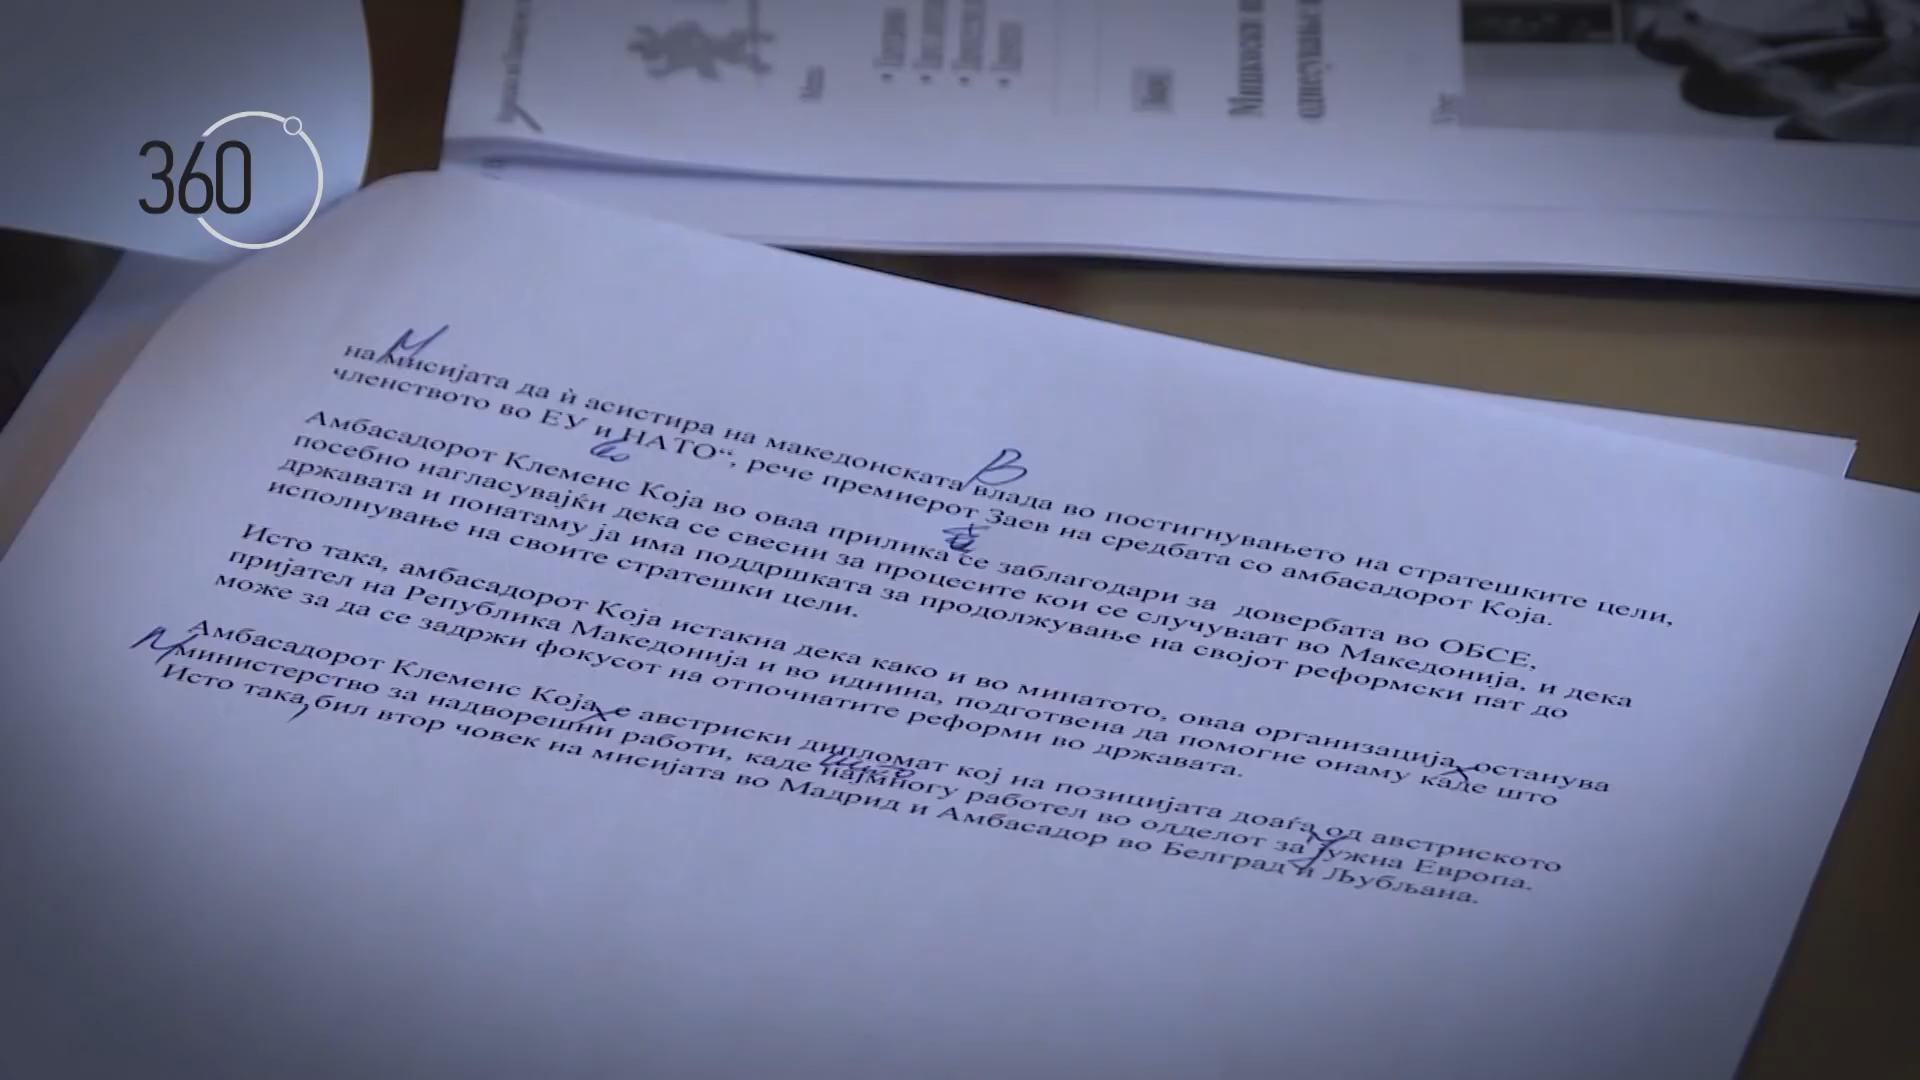 360
на мисијата да ѝ асистира на македонската влада во постигнувањето на стратешките цели,
членството во ЕУ и НАТО“, рече премиерот Заев на средбата со амбасадорот Која.
Амбасадорот Клеменс Која во оваа прилика се заблагодари за довербата во ОБСЕ,
посебно нагласувајќи дека се свесни за процесите кои се случуваат во Македонија, и дека
државата и понатаму ја има поддршката за продолжување на својот реформски пат до
исполнување на своите стратешки цели.
Исто така, амбасадорот Која истакна дека како и во минатото, оваа организација останува
пријател на Република Македонија и во иднина, подготвена да помогне онаму каде што
може за да се задржи фокусот на отпочнатите реформи во државата.
Амбасадорот Клеменс Која е австриски дипломат кој на позицијата доаѓа од австриското
министерство за надворешни работи, каде најмногу работел во одделот за Јужна Европа.
Исто така, бил втор човек на мисијата во Мадрид и Амбасадор во Белград и Љубљана.
М
В
М